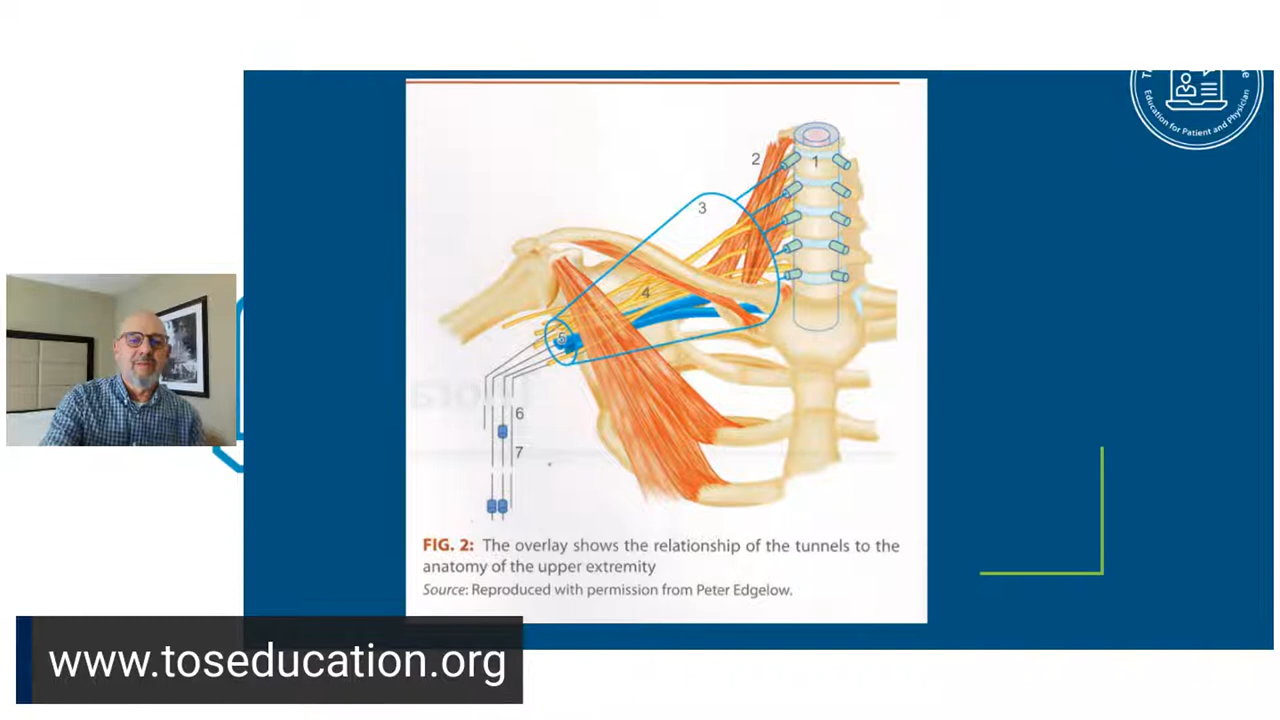 Education for Patient and Physician
2
1
3
4
5
6
7
FIG. 2: The overlay shows the relationship of the tunnels to the
anatomy of the upper extremity
Source: Reproduced with permission from Peter Edgelow.
www.toseducation.org